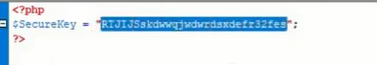 <?php
$SecureKey = "RTJIJSskdwwqjwdwrdsxdefr32fes";
?>